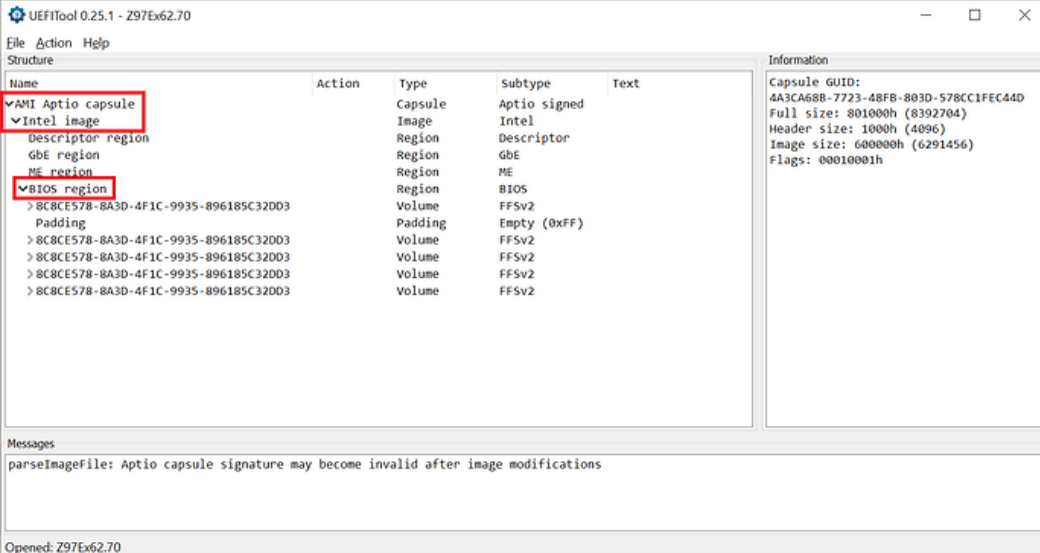 UEFITool 0.25.1 - Z97Ex62.70
File Action Help
Structure
Name Action Type Subtype Text
AMI Aptio capsule Capsule Aptio signed
Intel image Image Intel
Descriptor region Region Descriptor
GbE region Region GbE
ME region Region ME
BIOS region Region BIOS
8C8CE578-8A3D-4F1C-9935-896185C32DD3 Volume FFSv2
Padding Padding Empty (0xFF)
8C8CE578-8A3D-4F1C-9935-896185C32DD3 Volume FFSv2
8C8CE578-8A3D-4F1C-9935-896185C32DD3 Volume FFSv2
8C8CE578-8A3D-4F1C-9935-896185C32DD3 Volume FFSv2
8C8CE578-8A3D-4F1C-9935-896185C32DD3 Volume FFSv2
Information
Capsule GUID:
4A3CA68B-7723-48FB-803D-578CC1FEC44D
Full size: 801000h (8392704)
Header size: 1000h (4096)
Image size: 600000h (6291456)
Flags: 00010001h
Messages
parseImageFile: Aptio capsule signature may become invalid after image modifications
Opened: Z97Ex62.70